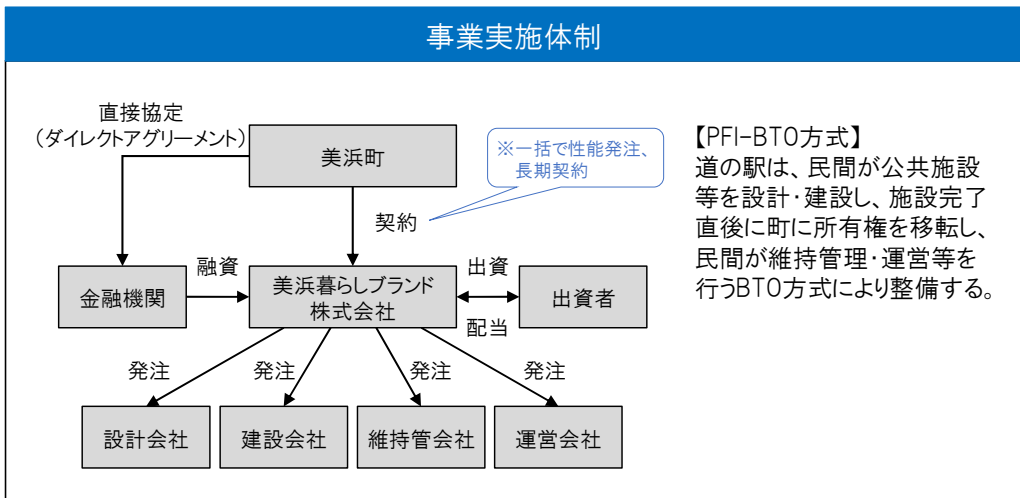 事業実施体制
直接協定
（ダイレクトアグリーメント）
美浜町
※一括で性能発注、
長期契約
契約
金融機関
融資
美浜暮らしブランド
株式会社
出資
配当
出資者
発注
発注
発注
発注
設計会社
建設会社
維持管会社
運営会社
【PFI-BTO方式】
道の駅は、民間が公共施設
等を設計・建設し、施設完了
直後に町に所有権を移転し、
民間が維持管理・運営等を
行うBTO方式により整備する。